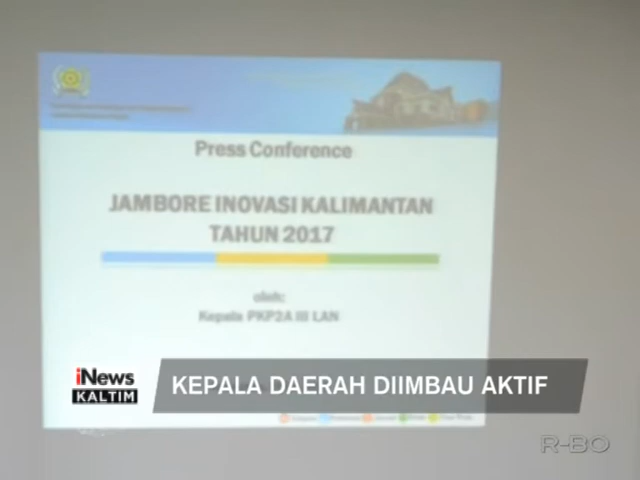 Press Conference
JAMBORE INOVASI KALIMANTAN
TAHUN 2017
oleh:
Kepala PKP2A III LAN
iNews
KALTIM
KEPALA DAERAH DIIMBAU AKTIF
R-BO